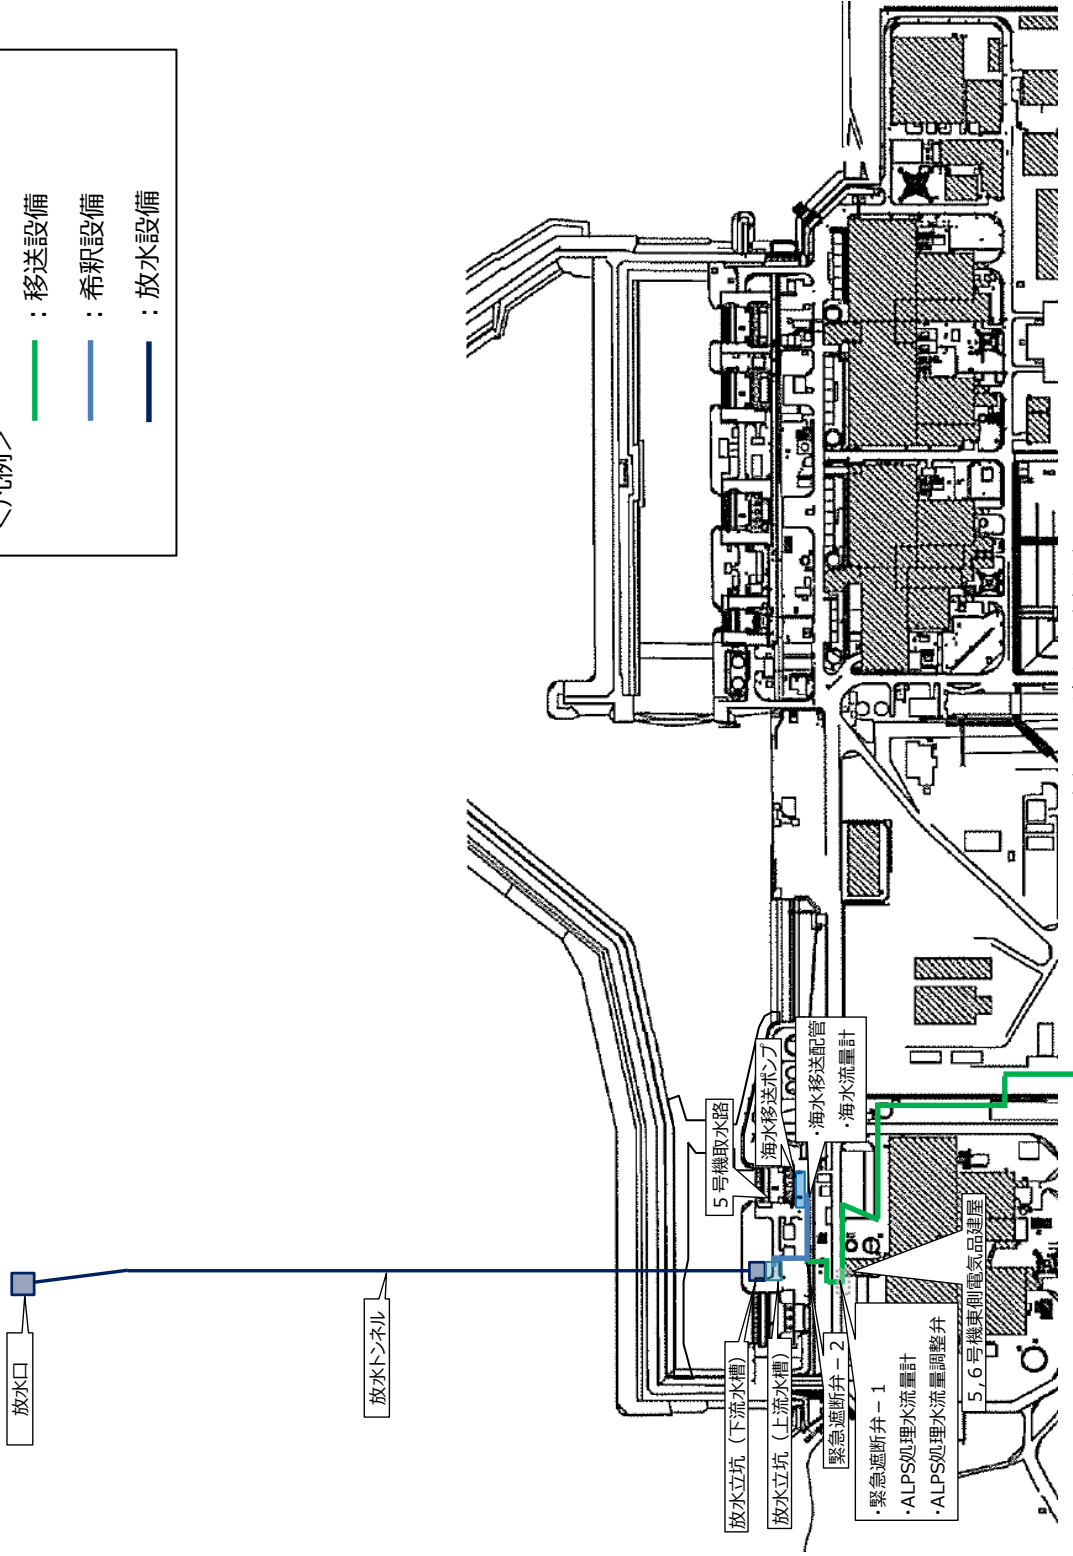 <凡例>
：移送設備
：希釈設備
：放水設備
放水口
放水トンネル
5号機取水路
海水移送ポンプ
・海水移送配管
・海水流量計
放水立坑（下流水槽）
放水立坑（上流水槽）
緊急遮断弁－2
・緊急遮断弁－1
・ALPS処理水流量計
・ALPS処理水流量調整弁
5,6号機東側電気品建屋